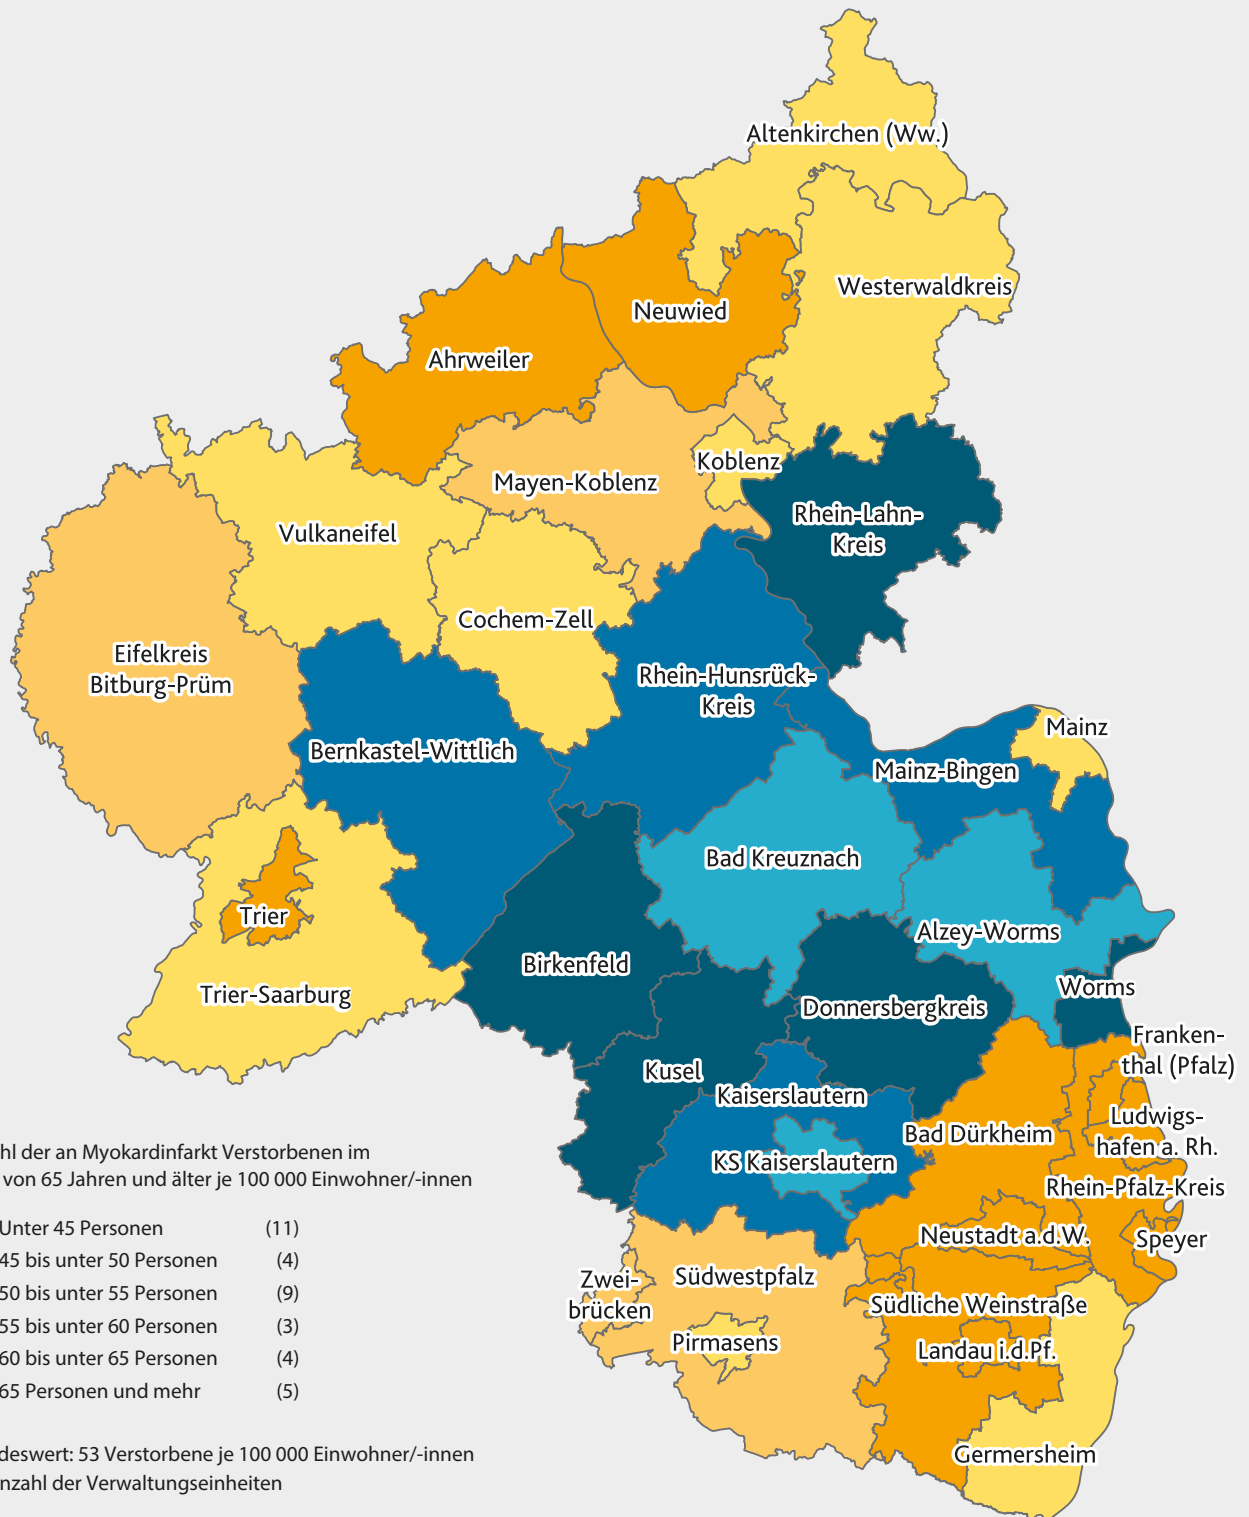 Altenkirchen (Ww.)
Westerwaldkreis
Neuwied
Ahrweiler
Koblenz
Mayen-Koblenz
Rhein-Lahn-
Kreis
Vulkaneifel
Cochem-Zell
Eifelkreis
Bitburg-Prüm
Rhein-Hunsrück-
Kreis
Mainz
Bernkastel-Wittlich
Mainz-Bingen
Bad Kreuznach
Trier
Alzey-Worms
Birkenfeld
Trier-Saarburg
Worms
Donnersbergkreis
Franken-
thal (Pfalz)
Kusel
Kaiserslautern
Ludwigs-
hafen a. Rh.
Bad Dürkheim
KS Kaiserslautern
Rhein-Pfalz-Kreis
Neustadt a.d.W.
Speyer
Zwei-
brücken
Südwestpfalz
Südliche Weinstraße
Pirmasens
Landau i.d.Pf.
Germersheim
hl der an Myokardinfarkt Verstorbenen im
von 65 Jahren und älter je 100 000 Einwohner/-innen
Unter 45 Personen (11)
45 bis unter 50 Personen (4)
50 bis unter 55 Personen (9)
55 bis unter 60 Personen (3)
60 bis unter 65 Personen (4)
65 Personen und mehr (5)
deswert: 53 Verstorbene je 100 000 Einwohner/-innen
nzahl der Verwaltungseinheiten